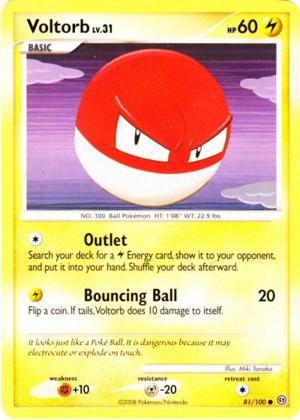 Voltorb LV.31 HP 60
BASIC
NO. 100 Ball Pokémon HT: 1'08" WT: 22.9 lbs.
Outlet
Search your deck for a Energy card, show it to your opponent,
and put it into your hand. Shuffle your deck afterward.
Bouncing Ball 20
Flip a coin. If tails, Voltorb does 10 damage to itself.
It looks just like a Poké Ball. It is dangerous because it may
electrocute or explode on touch.
Illus. Miki Tanaka
weakness resistance retreat cost
+10 -20
©2008 Pokémon/Nintendo 81/100